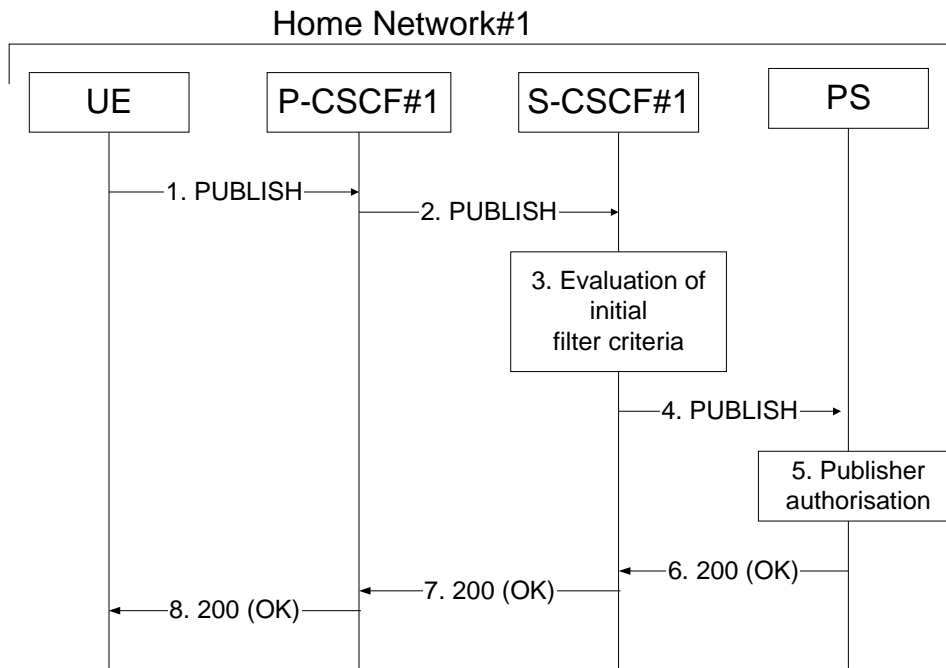 Home Network#1
UE
P-CSCF#1
S-CSCF#1
PS
1. PUBLISH
2. PUBLISH
3. Evaluation of
initial
filter criteria
4. PUBLISH
5. Publisher
authorisation
6. 200 (OK)
7. 200 (OK)
8. 200 (OK)